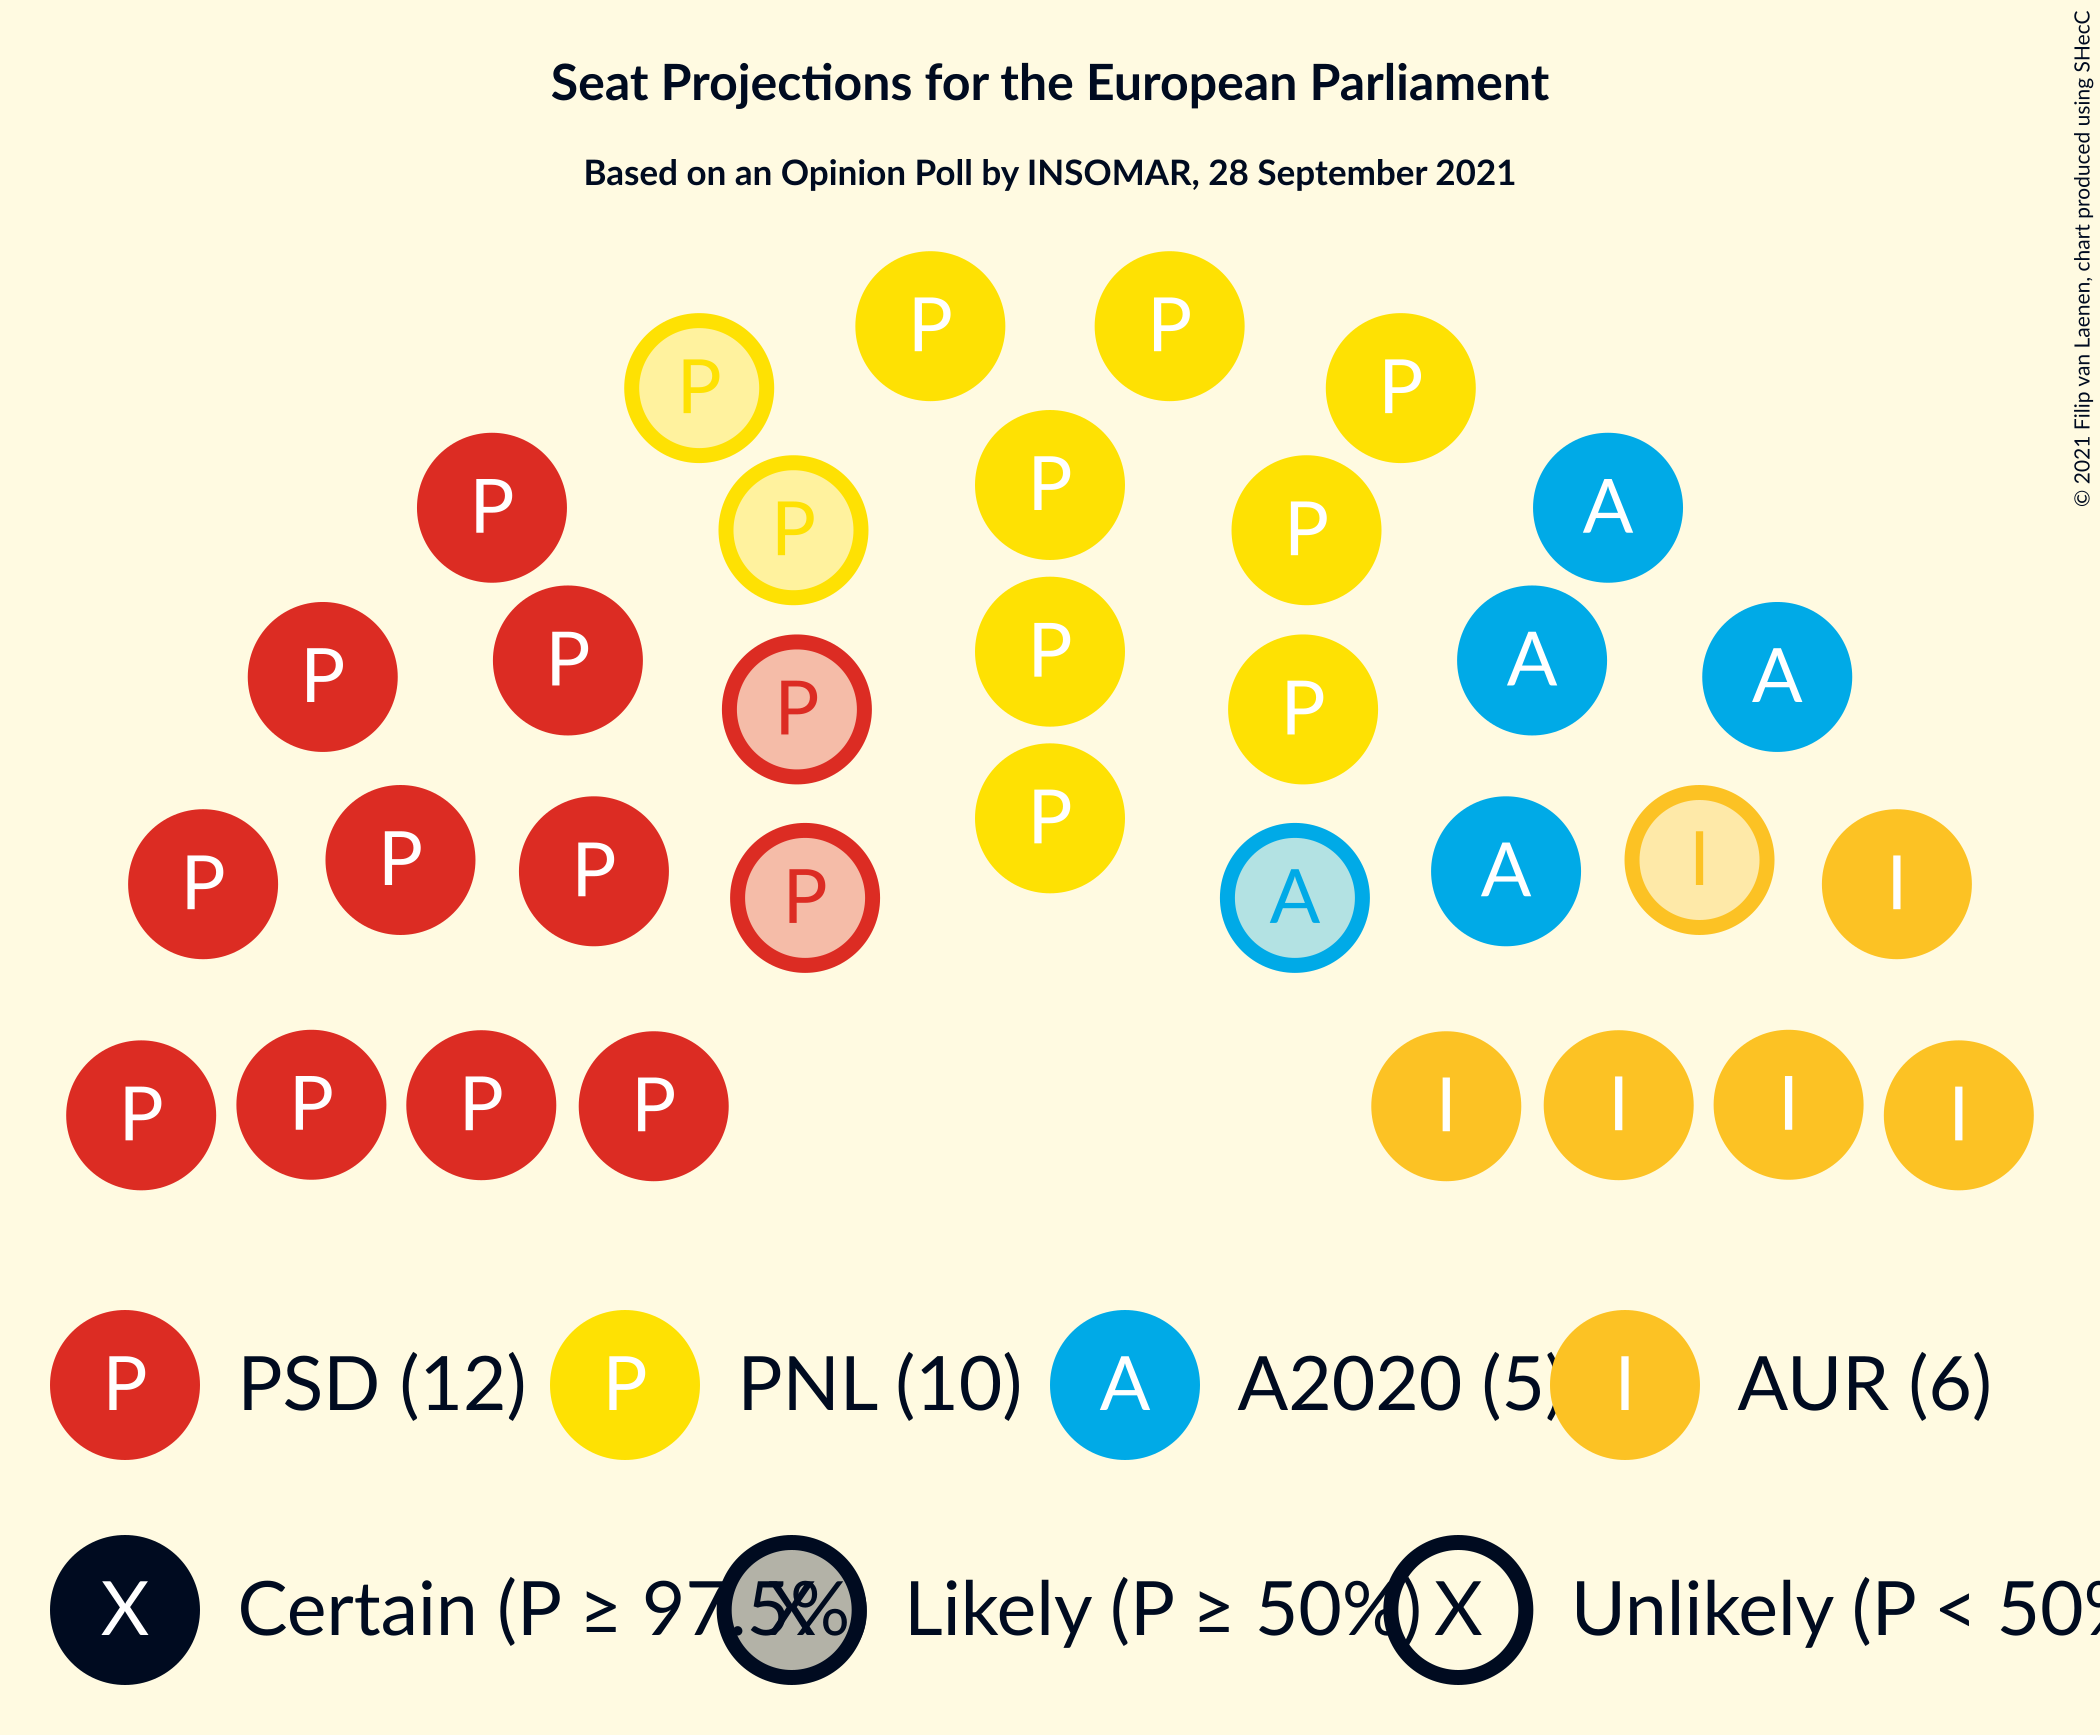 Seat Projections for the European Parliament
Based on an Opinion Poll by INSOMAR, 28 September 2021
© 2021 Filip van Laenen, chart produced using SHecC
P P
P P
P P P
P A
P P P
P P A A
P P P
P P P P A I I
P A
P P P P I I I I
P PSD (12) P PNL (10) A A2020 (5) I AUR (6)
X Certain (P ≥ 97.5% X Likely (P ≥ 50%) X Unlikely (P < 50%